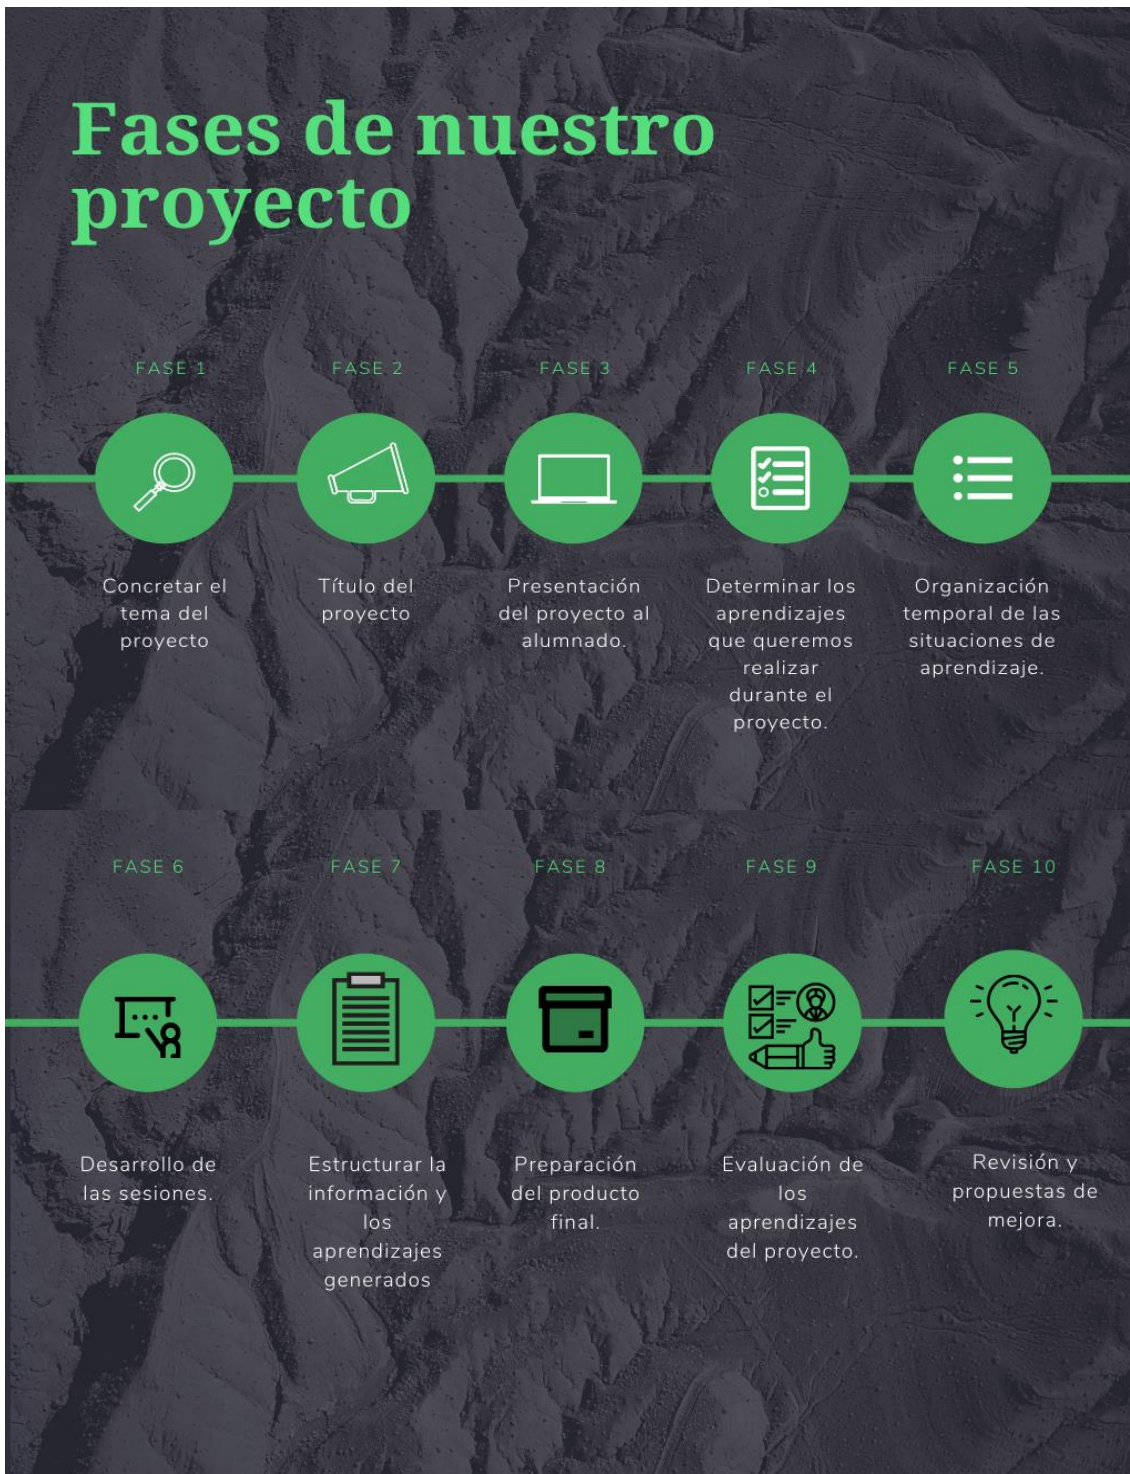 Fases de nuestro
proyecto
FASE 1
Concretar el
tema del
proyecto
FASE 2
Título del
proyecto
FASE 3
Presentación
del proyecto al
alumnado.
FASE 4
Determinar los
aprendizajes
que queremos
realizar
durante el
proyecto.
FASE 5
Organización
temporal de las
situaciones de
aprendizaje.
FASE 6
Desarrollo de
las sesiones.
FASE 7
Estructurar la
información y
los
aprendizajes
generados
FASE 8
Preparación
del producto
final.
FASE 9
Evaluación de
los
aprendizajes
del proyecto.
FASE 10
Revisión y
propuestas de
mejora.